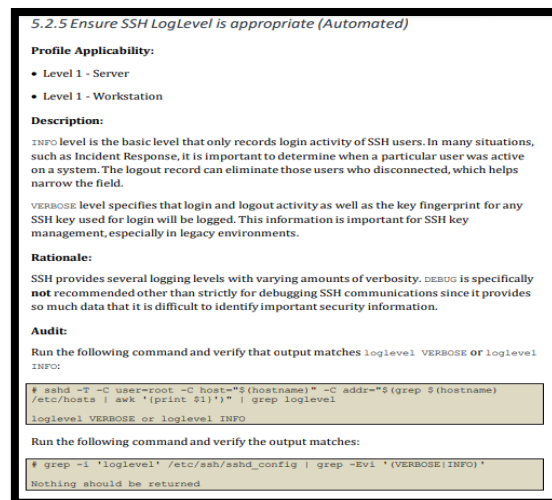 5.2.5 Ensure SSH LogLevel is appropriate (Automated)
Profile Applicability:
• Level 1 - Server
• Level 1 - Workstation
Description:
INFO level is the basic level that only records login activity of SSH users. In many situations,
such as Incident Response, it is important to determine when a particular user was active
on a system. The logout record can eliminate those users who disconnected, which helps
narrow the field.
VERBOSE level specifies that login and logout activity as well as the key fingerprint for any
SSH key used for login will be logged. This information is important for SSH key
management, especially in legacy environments.
Rationale:
SSH provides several logging levels with varying amounts of verbosity. DEBUG is specifically
not recommended other than strictly for debugging SSH communications since it provides
so much data that it is difficult to identify important security information.
Audit:
Run the following command and verify that output matches loglevel VERBOSE or loglevel
INFO:
# sshd -T -C user=root -C host="$(hostname)" -C addr="$(grep $(hostname)
/etc/hosts | awk '{print $1}')" | grep loglevel
loglevel VERBOSE or loglevel INFO
Run the following command and verify the output matches:
# grep -i 'loglevel' /etc/ssh/sshd_config | grep -Evi '(VERBOSE|INFO)'
Nothing should be returned